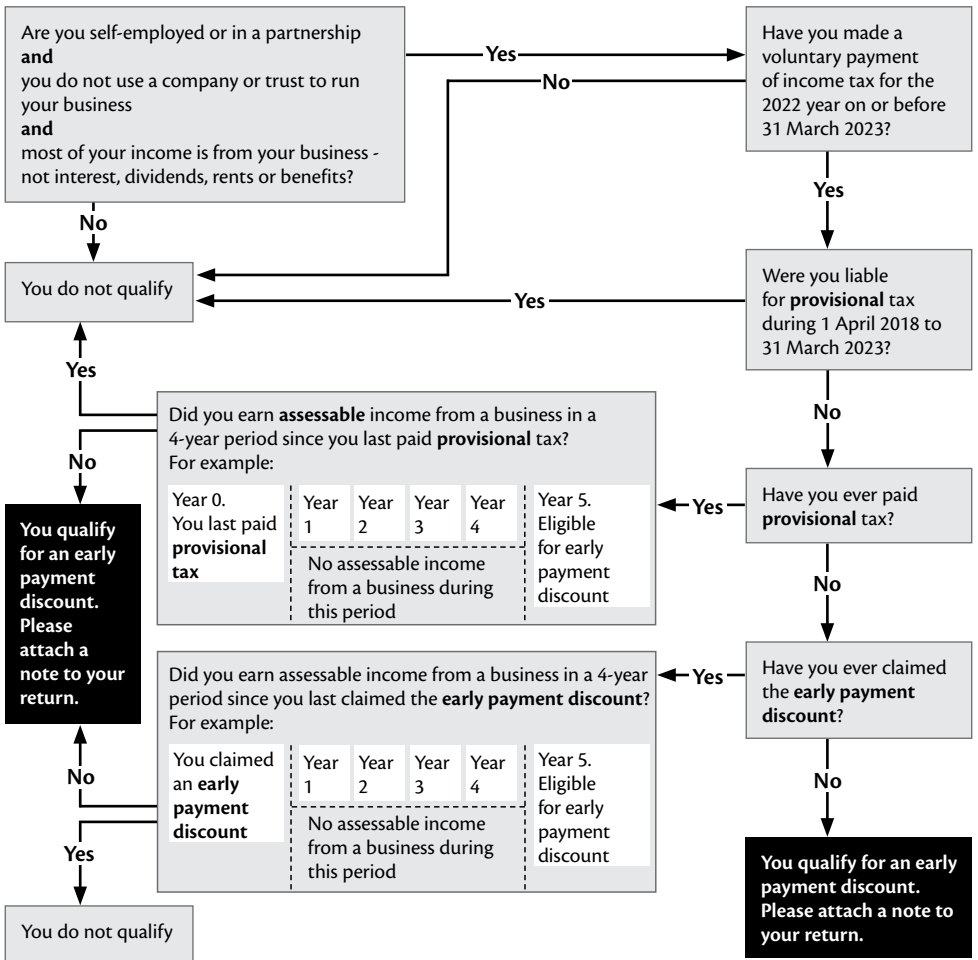 Are you self-employed or in a partnership
and
you do not use a company or trust to run
your business
and
most of your income is from your business -
not interest, dividends, rents or benefits?
Yes
No
Have you made a
voluntary payment
of income tax for the
2022 year on or before
31 March 2023?
No
Yes
You do not qualify
Yes
Were you liable
for provisional tax
during 1 April 2018 to
31 March 2023?
Yes
No
Did you earn assessable income from a business in a
4-year period since you last paid provisional tax?
For example:
Year 0.
You last paid
provisional
tax
Year
1
Year
2
Year
3
Year
4
No assessable income
from a business during
this period
Year 5.
Eligible
for early
payment
discount
Yes
Have you ever paid
provisional tax?
No
No
You qualify
for an early
payment
discount.
Please
attach a
note to your
return.
Did you earn assessable income from a business in a 4-year
period since you last claimed the early payment discount?
For example:
You claimed
an early
payment
discount
Year
1
Year
2
Year
3
Year
4
No assessable income
from a business during
this period
Year 5.
Eligible
for early
payment
discount
Yes
Have you ever claimed
the early payment
discount?
No
No
Yes
You do not qualify
You qualify for an early
payment discount.
Please attach a note to
your return.